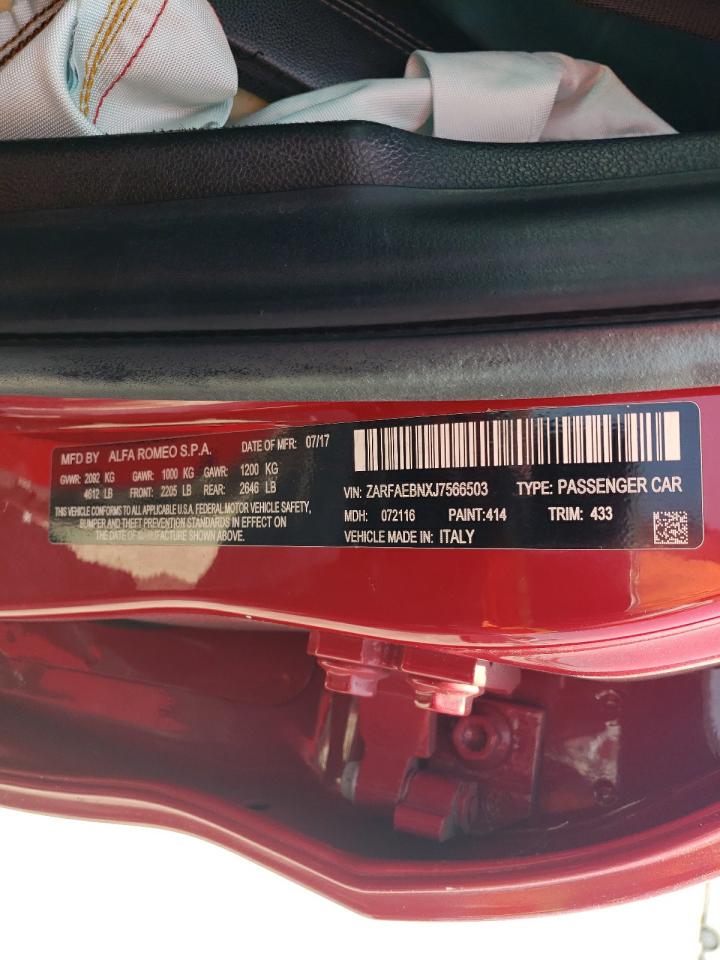 MFD BY ALFA ROMEO S.P.A. DATE OF MFR: 07/17
GVWR: 2092 KG GAWR: 1000 KG GAWR: 1200 KG
4612 LB FRONT: 2205 LB REAR: 2646 LB
THIS VEHICLE CONFORMS TO ALL APPLICABLE U.S.A. FEDERAL MOTOR VEHICLE SAFETY,
BUMPER AND THEFT PREVENTION STANDARDS IN EFFECT ON
THE DATE OF MANUFACTURE SHOWN ABOVE.
VIN: ZARFAEBNXJ7566503 TYPE: PASSENGER CAR
MDH: 072116 PAINT:414 TRIM: 433
VEHICLE MADE IN: ITALY